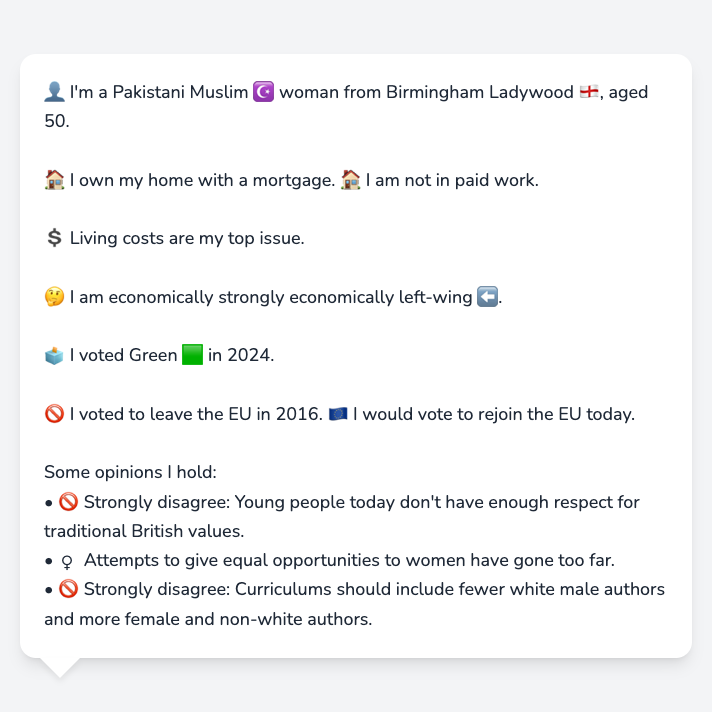 👤 I'm a Pakistani Muslim ☪️ woman from Birmingham Ladywood 🏴󠁧󠁢󠁥󠁮󠁧󠁿, aged
50.
🏠 I own my home with a mortgage. 🏠 I am not in paid work.
💲 Living costs are my top issue.
🤔 I am economically strongly economically left-wing ⬅️.
🗳️ I voted Green 🟩 in 2024.
🚫 I voted to leave the EU in 2016. 🇪🇺 I would vote to rejoin the EU today.
Some opinions I hold:
• 🚫 Strongly disagree: Young people today don't have enough respect for
traditional British values.
• ♀ Attempts to give equal opportunities to women have gone too far.
• 🚫 Strongly disagree: Curriculums should include fewer white male authors
and more female and non-white authors.